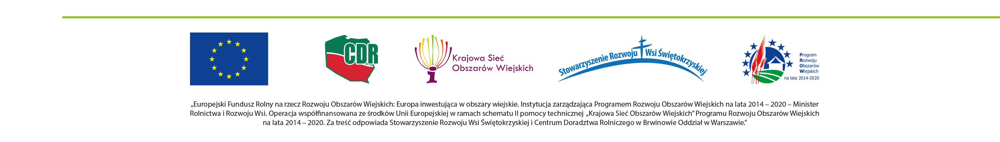 CDR
Krajowa Sieć
Obszarów Wiejskich
Stowarzyszenie Rozwoju Wsi Świętokrzyskiej
Program
Rozwoju
Obszarów
Wiejskich
na lata 2014-2020
„Europejski Fundusz Rolny na rzecz Rozwoju Obszarów Wiejskich: Europa inwestująca w obszary wiejskie. Instytucja zarządzająca Programem Rozwoju Obszarów Wiejskich na lata 2014 – 2020 – Minister
Rolnictwa i Rozwoju Wsi. Operacja współfinansowana ze środków Unii Europejskiej w ramach schematu II pomocy technicznej „Krajowa Sieć Obszarów Wiejskich” Programu Rozwoju Obszarów Wiejskich
na lata 2014 – 2020. Za treść odpowiada Stowarzyszenie Rozwoju Wsi Świętokrzyskiej i Centrum Doradztwa Rolniczego w Brwinowie Oddział w Warszawie.”